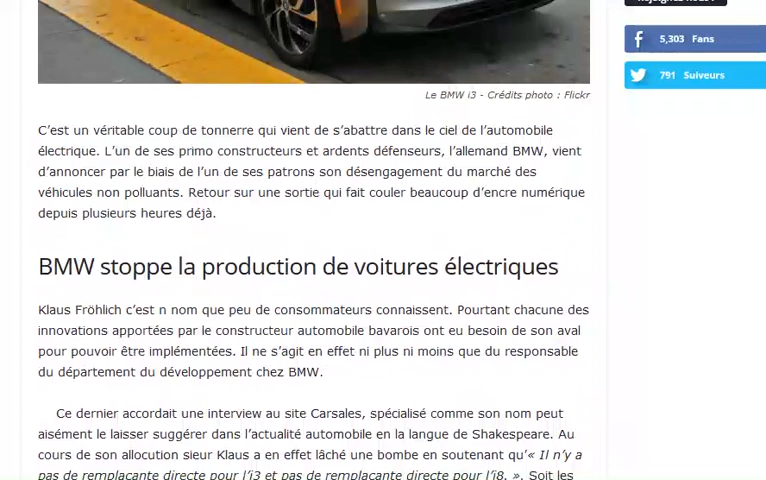 5,303 Fans
791 Suiveurs
Le BMW i3 - Crédits photo : Flickr
C'est un véritable coup de tonnerre qui vient de s'abattre dans le ciel de l'automobile
électrique. L'un de ses primo constructeurs et ardents défenseurs, l'allemand BMW, vient
d'annoncer par le biais de l'un de ses patrons son désengagement du marché des
véhicules non polluants. Retour sur une sortie qui fait couler beaucoup d'encre numérique
depuis plusieurs heures déjà.
BMW stoppe la production de voitures électriques
Klaus Fröhlich c'est n nom que peu de consommateurs connaissent. Pourtant chacune des
innovations apportées par le constructeur automobile bavarois ont eu besoin de son aval
pour pouvoir être implémentées. Il ne s'agit en effet ni plus ni moins que du responsable
du département du développement chez BMW.
Ce dernier accordait une interview au site Carsales, spécialisé comme son nom peut
aisément le laisser suggérer dans l'actualité automobile en la langue de Shakespeare. Au
cours de son allocution sieur Klaus a en effet lâché une bombe en soutenant qu'« Il n'y a
pas de remplaçante directe pour l'i3 et pas de remplaçante directe pour l'i8. ». Soit les